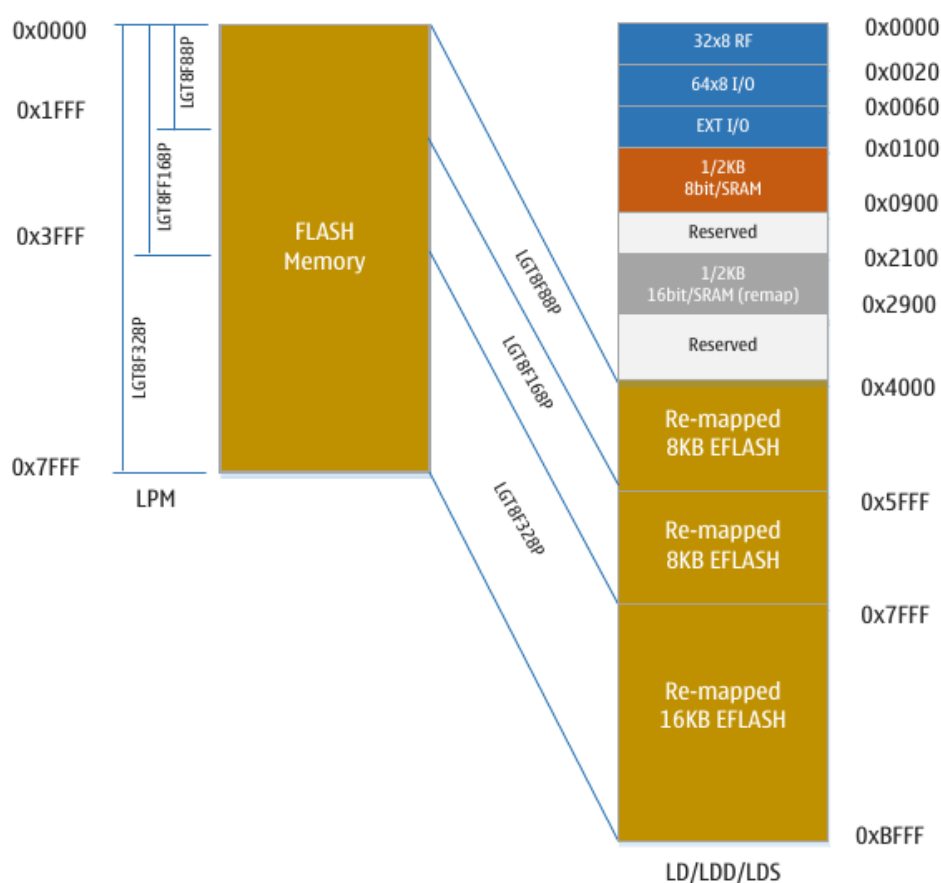 0x0000
0x1FFF
0x3FFF
0x7FFF
LPM
LGT8F88P
LGT8FF168P
LGT8F328P
FLASH
Memory
LGT8F88P
LGT8F168P
LGT8F328P
32x8 RF
64x8 I/O
EXT I/O
1/2KB
8bit/SRAM
Reserved
1/2KB
16bit/SRAM (remap)
Reserved
Re-mapped
8KB EFLASH
Re-mapped
8KB EFLASH
Re-mapped
16KB EFLASH
LD/LDD/LDS
0x0000
0x0020
0x0060
0x0100
0x0900
0x2100
0x2900
0x4000
0x5FFF
0x7FFF
0xBFFF